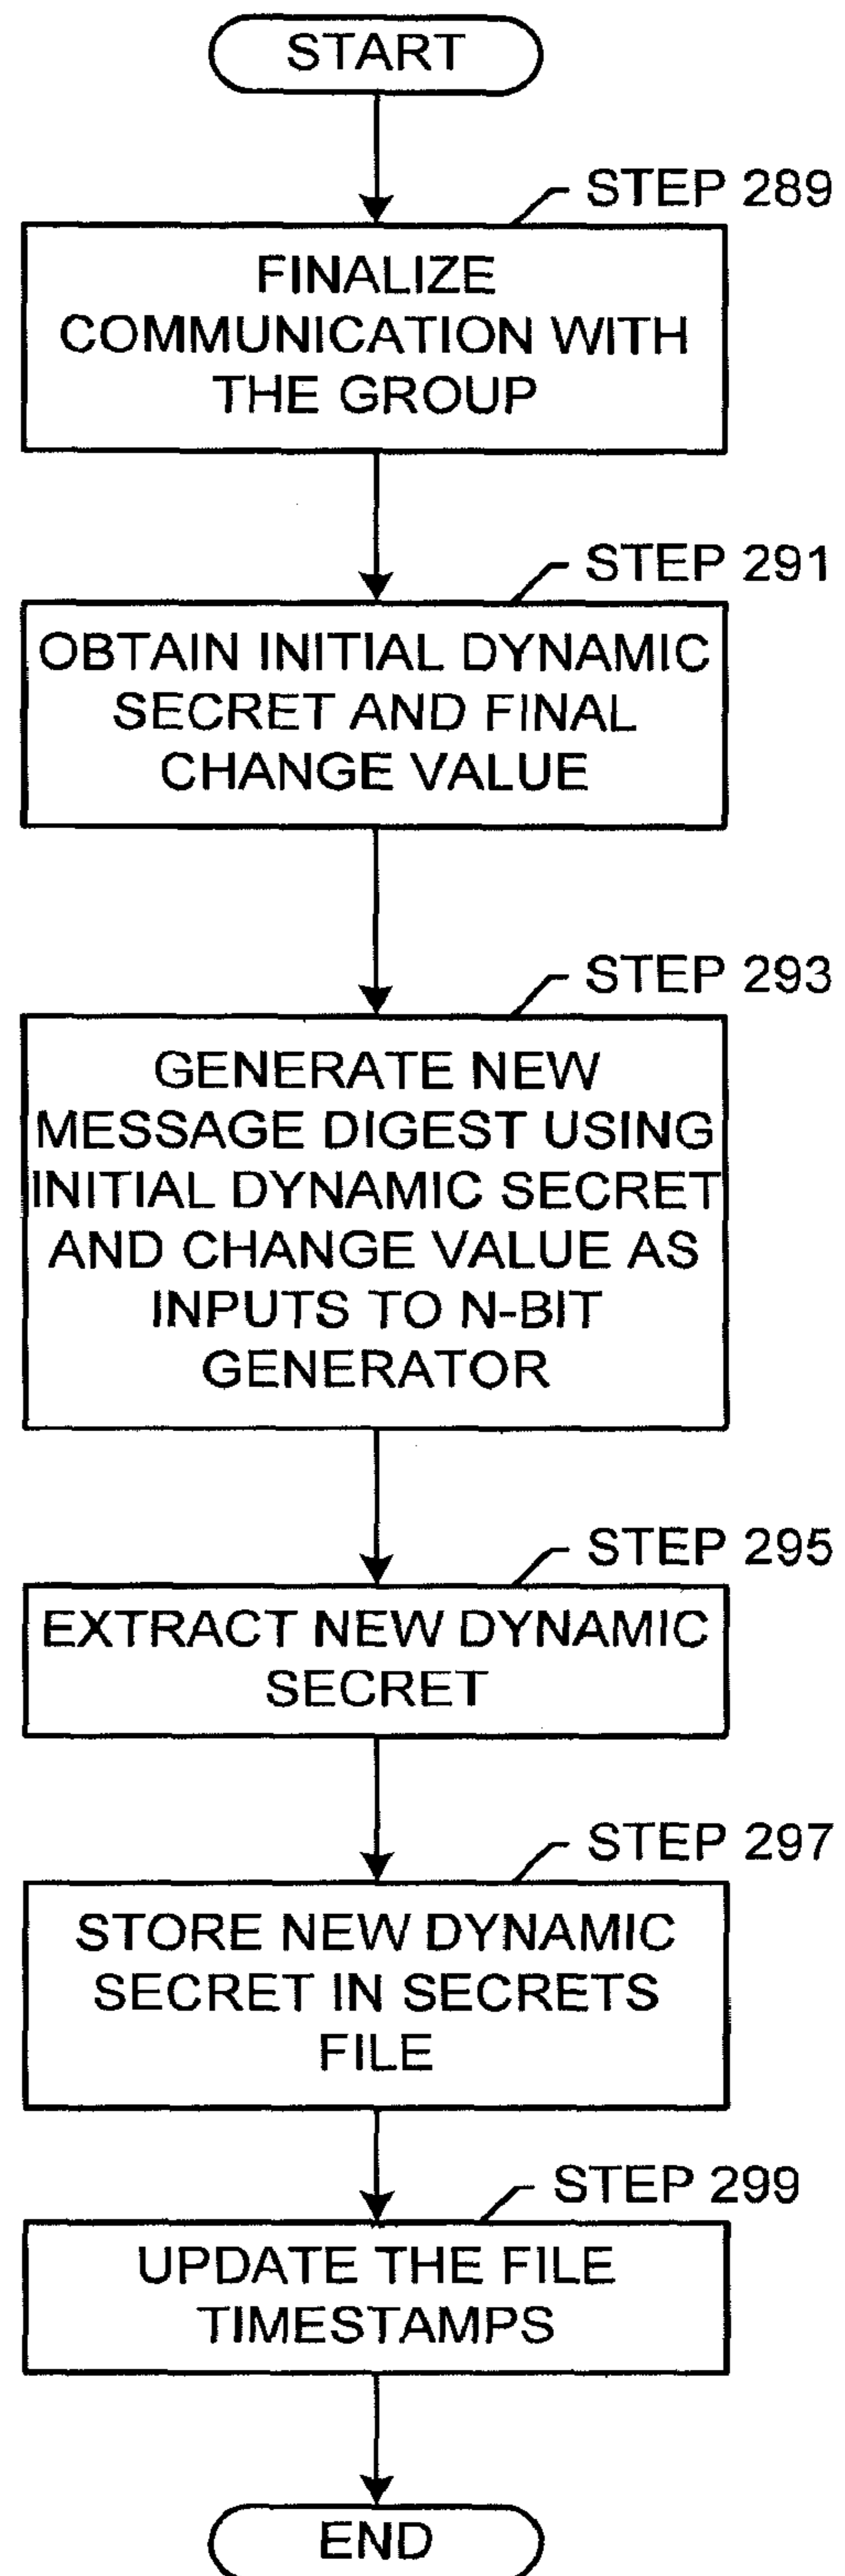 START
STEP 289
FINALIZE
COMMUNICATION WITH
THE GROUP
STEP 291
OBTAIN INITIAL DYNAMIC
SECRET AND FINAL
CHANGE VALUE
STEP 293
GENERATE NEW
MESSAGE DIGEST USING
INITIAL DYNAMIC SECRET
AND CHANGE VALUE AS
INPUTS TO N-BIT
GENERATOR
STEP 295
EXTRACT NEW DYNAMIC
SECRET
STEP 297
STORE NEW DYNAMIC
SECRET IN SECRETS
FILE
STEP 299
UPDATE THE FILE
TIMESTAMPS
END